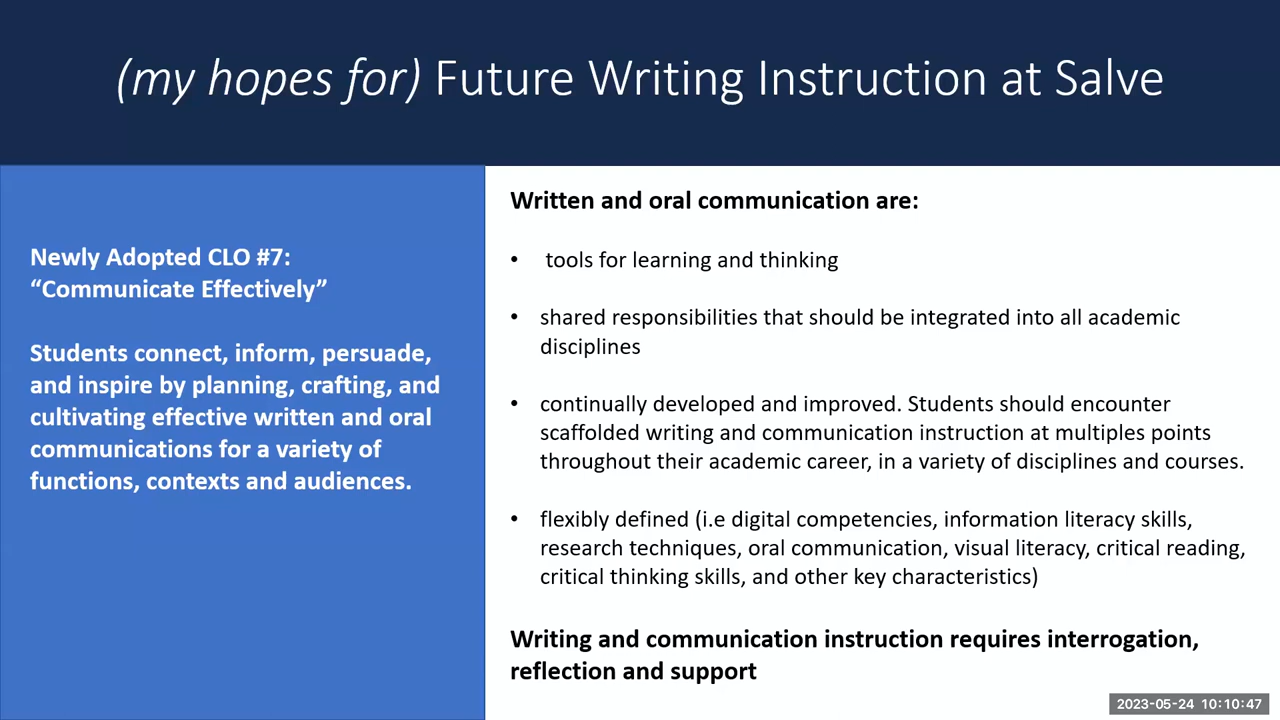 (my hopes for) Future Writing Instruction at Salve
Newly Adopted CLO #7:
“Communicate Effectively”
Students connect, inform, persuade,
and inspire by planning, crafting, and
cultivating effective written and oral
communications for a variety of
functions, contexts and audiences.
Written and oral communication are:
• tools for learning and thinking
• shared responsibilities that should be integrated into all academic
disciplines
• continually developed and improved. Students should encounter
scaffolded writing and communication instruction at multiples points
throughout their academic career, in a variety of disciplines and courses.
• flexibly defined (i.e digital competencies, information literacy skills,
research techniques, oral communication, visual literacy, critical reading,
critical thinking skills, and other key characteristics)
Writing and communication instruction requires interrogation,
reflection and support
2023-05-24 10:10:47